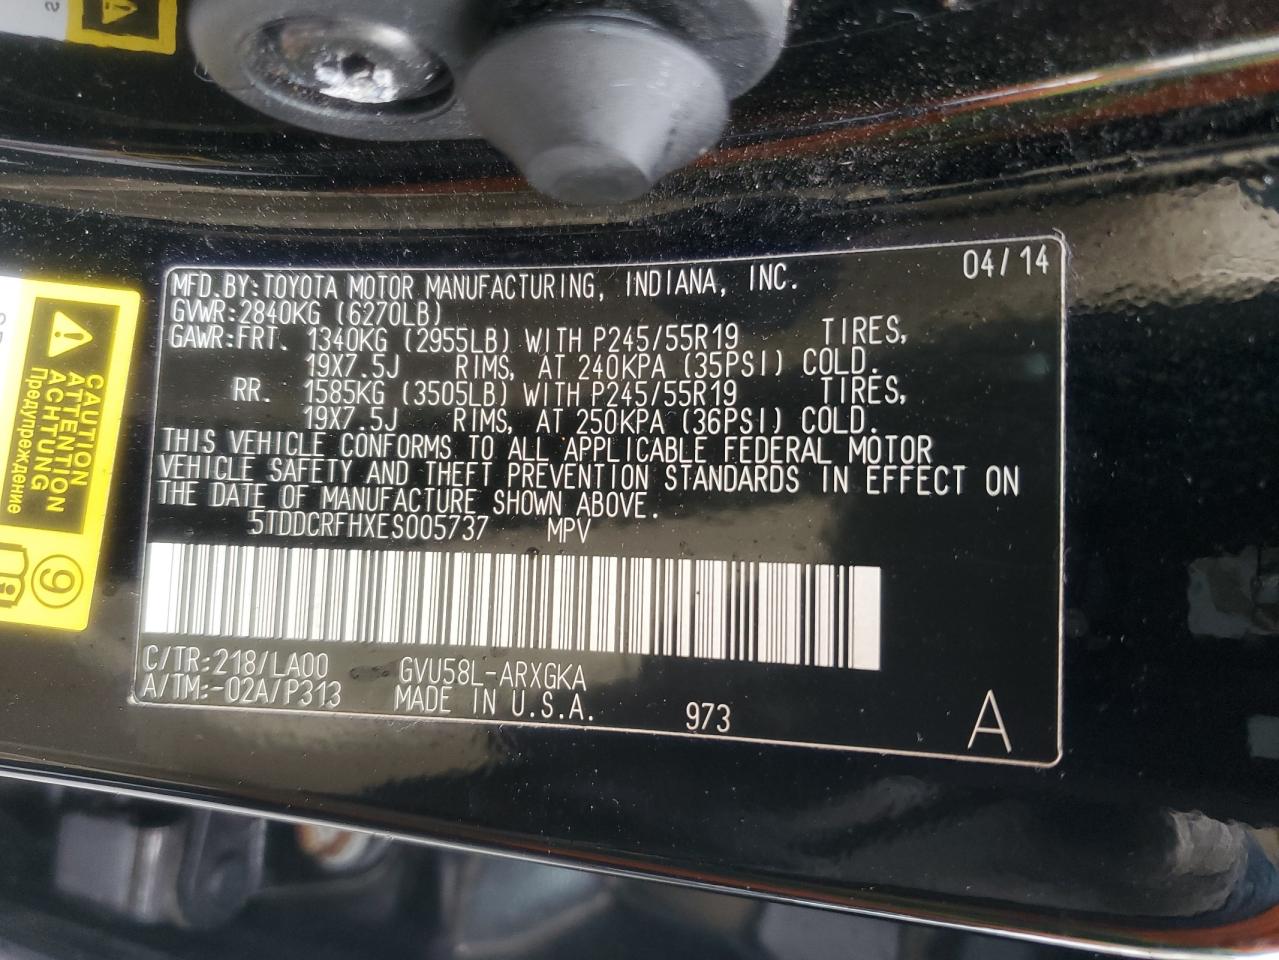 MFD.BY:TOYOTA MOTOR MANUFACTURING, INDIANA, INC. 04/14
GVWR:2840KG (6270LB)
GAWR:FRT. 1340KG (2955LB) WITH P245/55R19 TIRES,
19X7.5J RIMS, AT 240KPA (35PSI) COLD.
RR. 1585KG (3505LB) WITH P245/55R19 TIRES,
19X7.5J RIMS, AT 250KPA (36PSI) COLD.
THIS VEHICLE CONFORMS TO ALL APPLICABLE FEDERAL MOTOR
VEHICLE SAFETY AND THEFT PREVENTION STANDARDS IN EFFECT ON
THE DATE OF MANUFACTURE SHOWN ABOVE.
5TDDCRFHXES005737 MPV
C/TR:218/LA00 GVU58L-ARXGKA
A/TM:-02A/P313 MADE IN U.S.A. 973 A
CAUTION
ATTENTION
ACHTUNG
Предупреждение
9